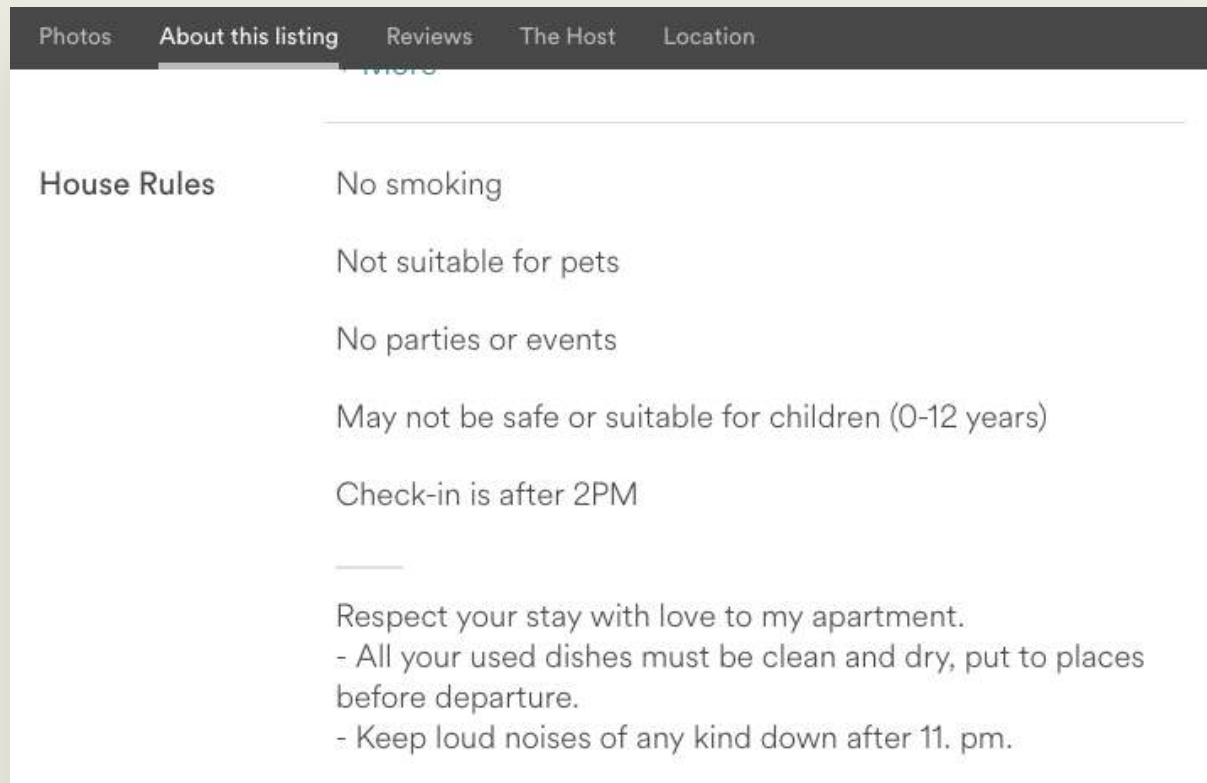 Photos About this listing Reviews The Host Location
House Rules No smoking
Not suitable for pets
No parties or events
May not be safe or suitable for children (0-12 years)
Check-in is after 2PM
Respect your stay with love to my apartment.
- All your used dishes must be clean and dry, put to places
before departure.
- Keep loud noises of any kind down after 11. pm.